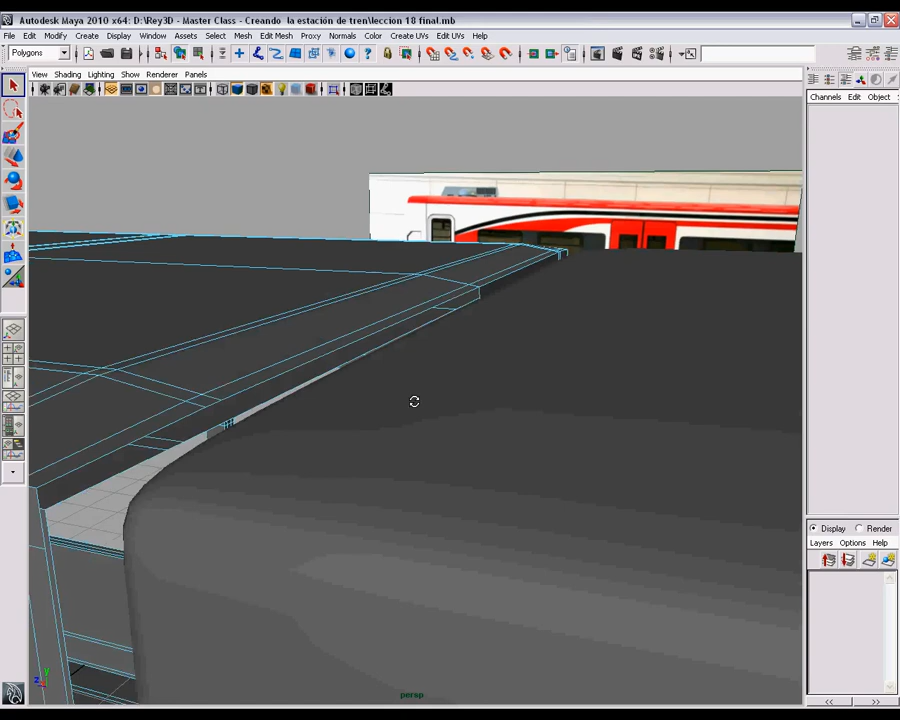 Autodesk Maya 2010 x64: D:\Rey3D - Master Class - Creando la estación de tren\leccion 18 final.mb
File Edit Modify Create Display Window Assets Select Mesh Edit Mesh Proxy Normals Color Create UVs Edit UVs Help
Polygons
View Shading Lighting Show Renderer Panels
Channels Edit Object
Display Render
Layers Options Help
y
z
persp
<< >>